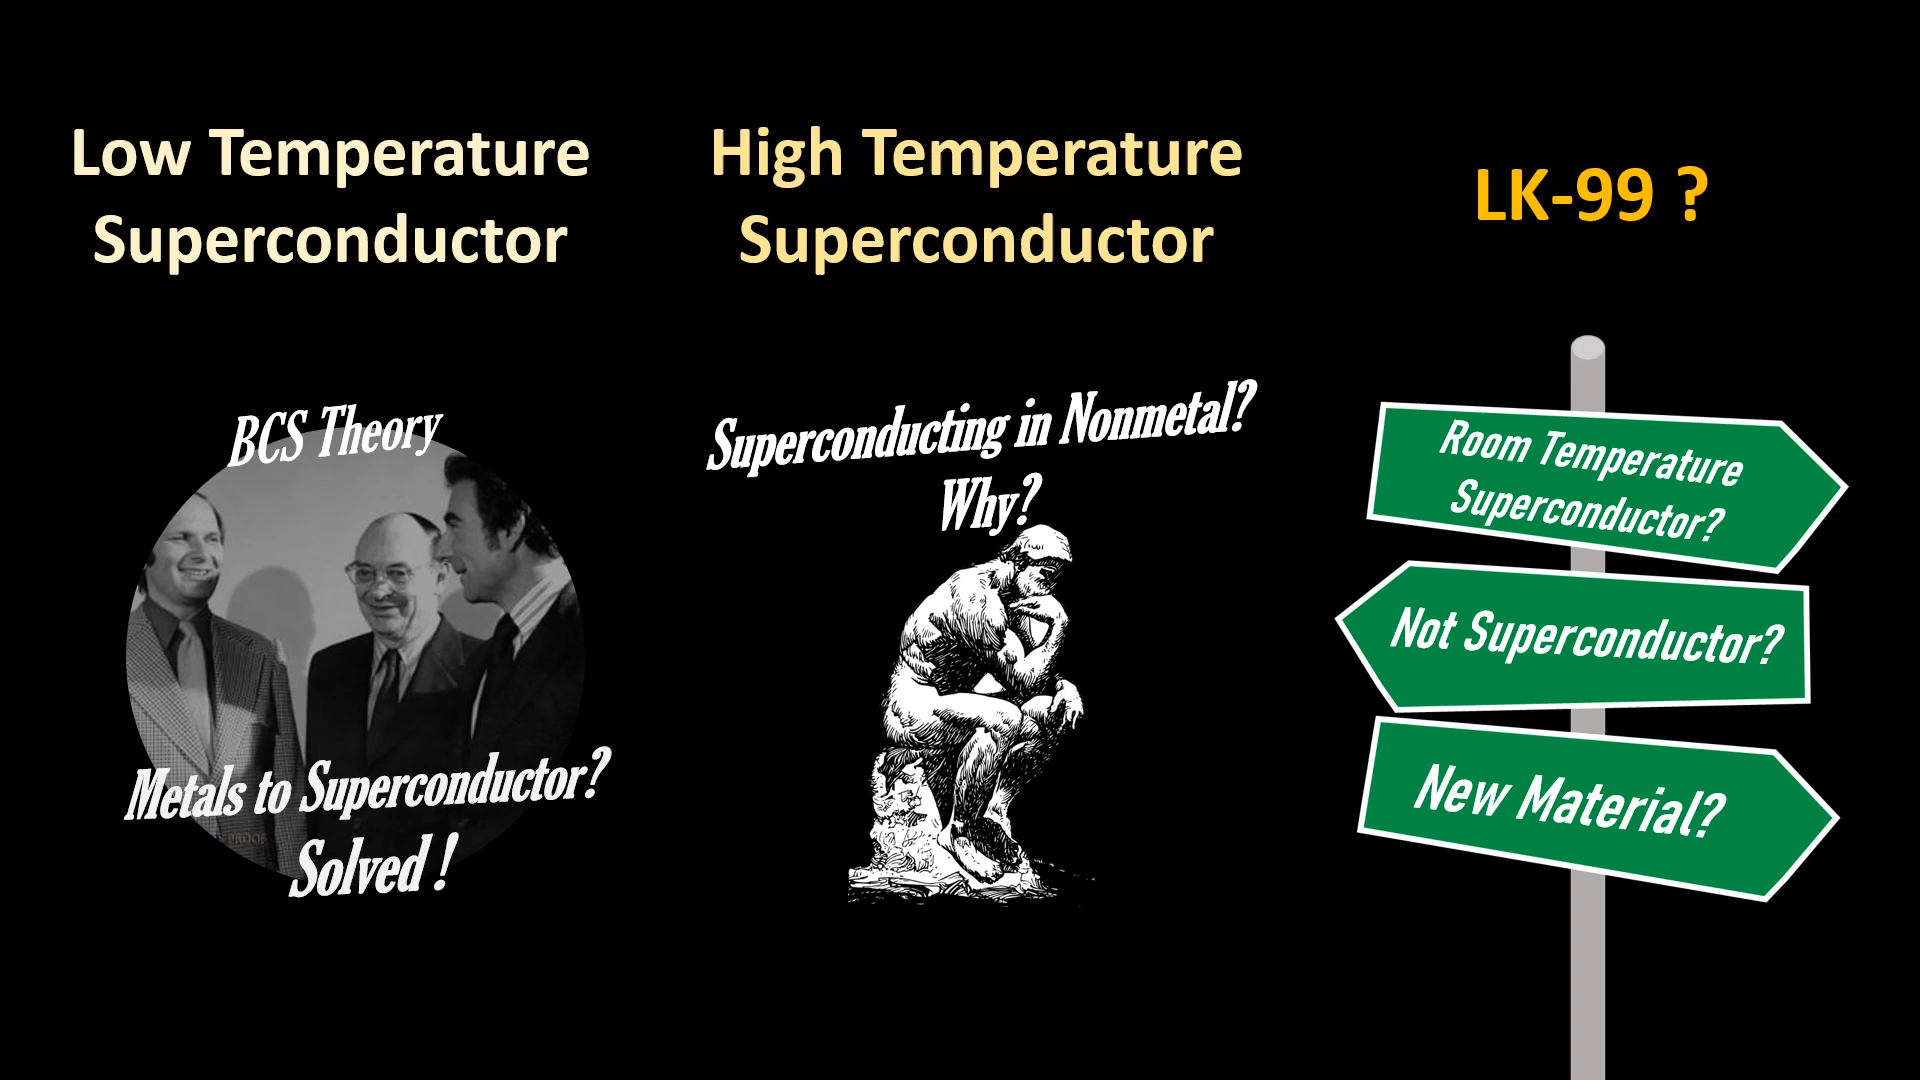 Low Temperature
Superconductor
BCS Theory
Metals to Superconductor?
Solved !
PROOF
High Temperature
Superconductor
Superconducting in Nonmetal?
Why?
LK-99 ?
Room Temperature
Superconductor?
Not Superconductor?
New Material?